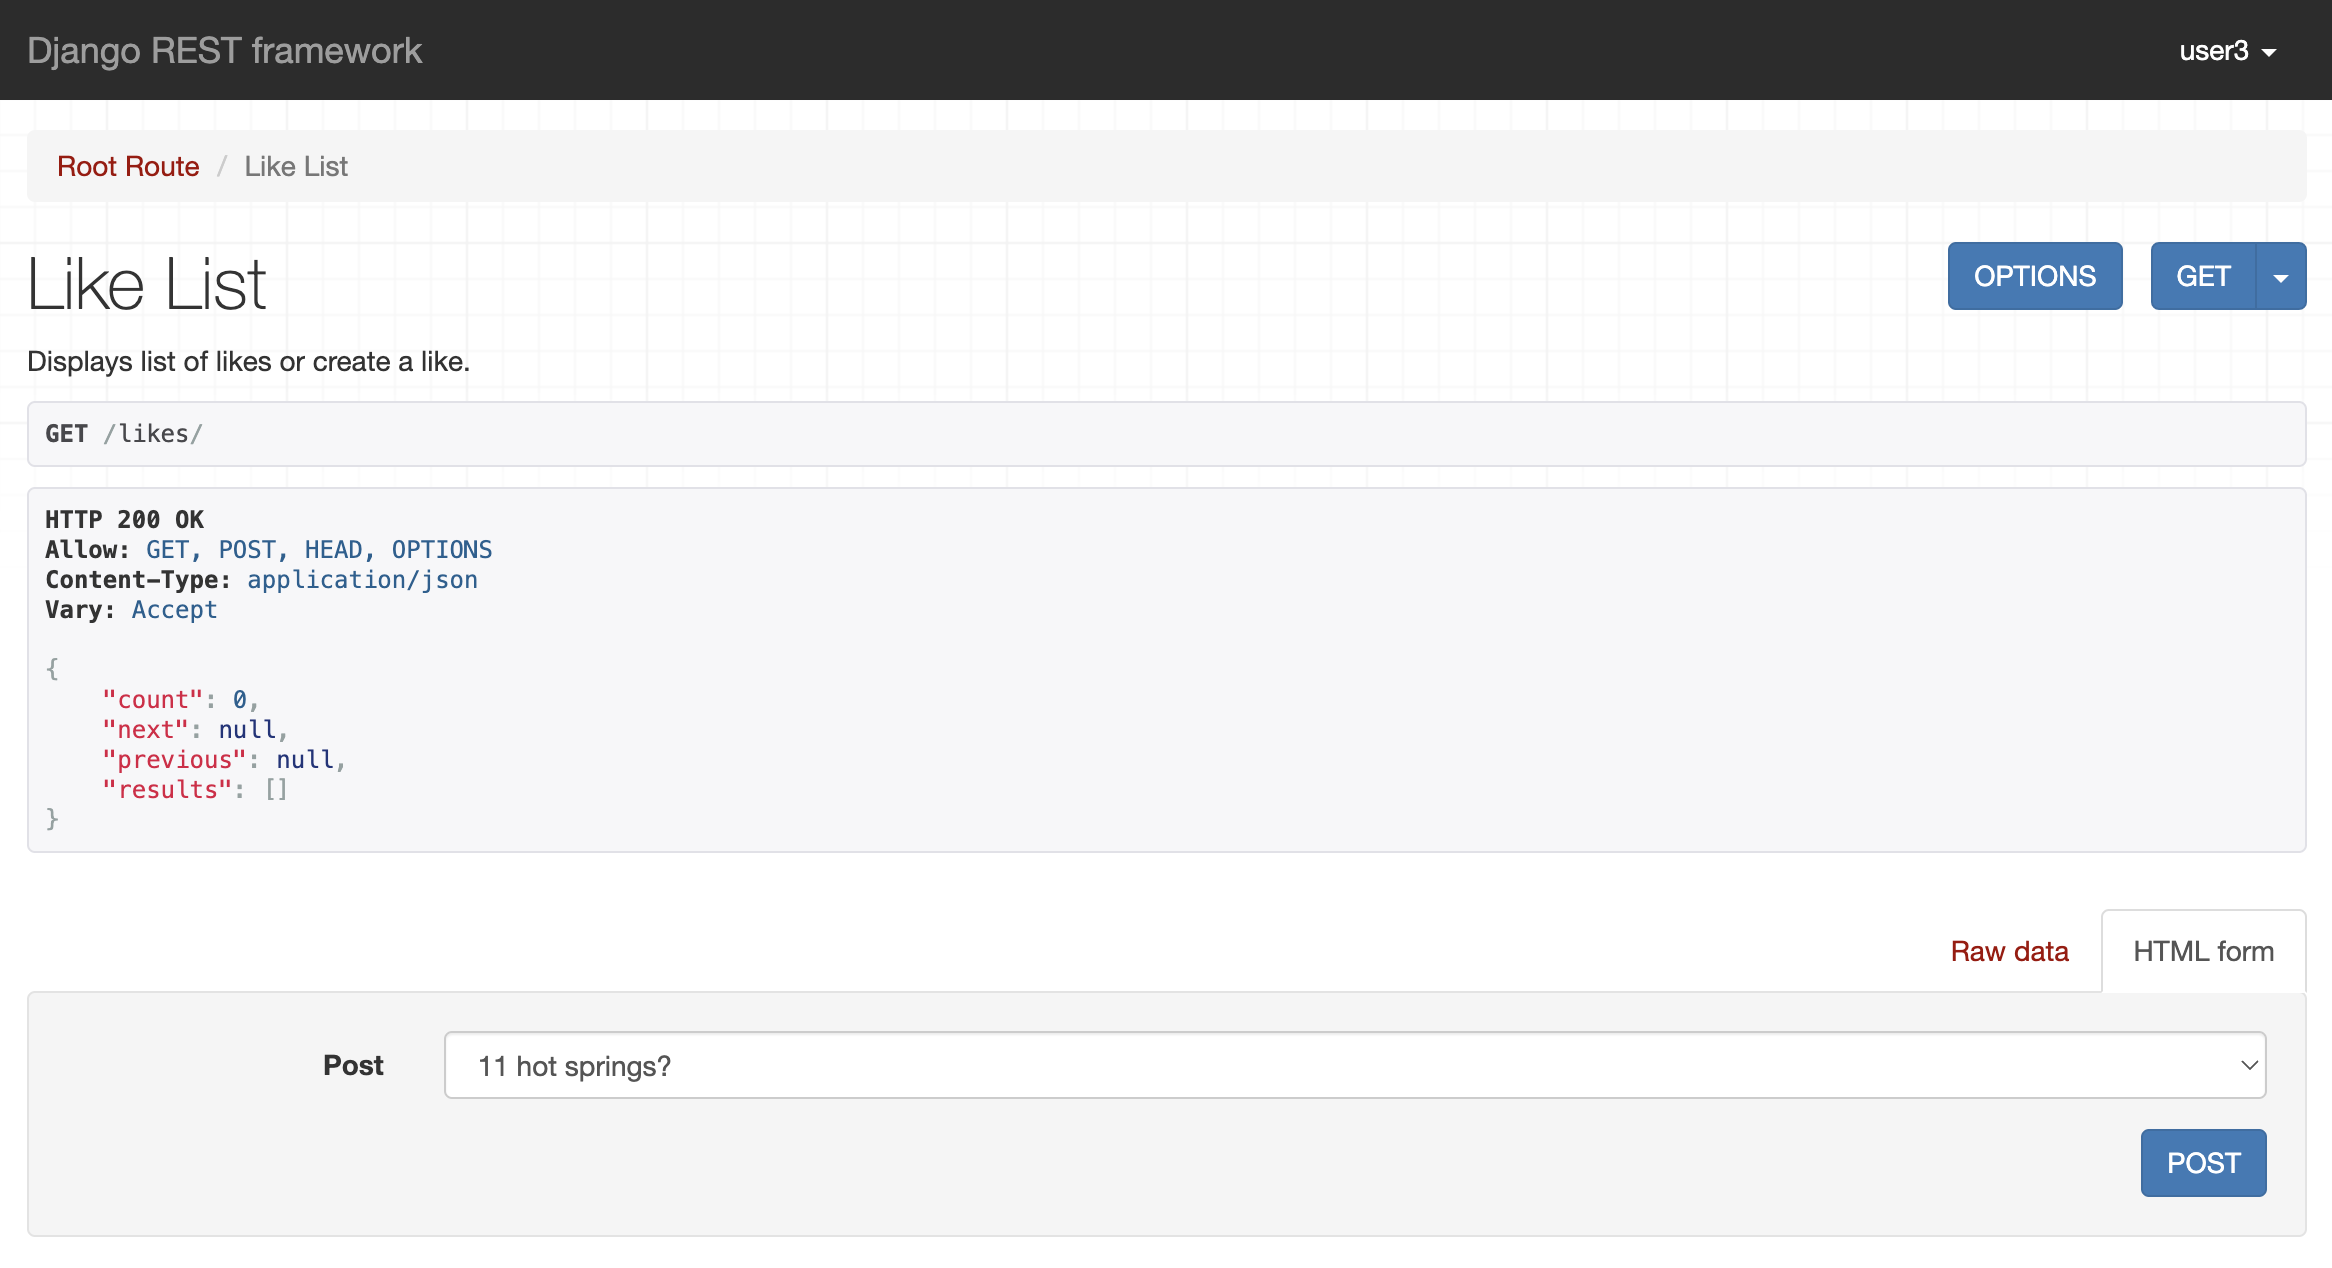 Django REST framework
user3
Root Route / Like List
Like List
OPTIONS
GET
Displays list of likes or create a like.
GET /likes/
HTTP 200 OK
Allow: GET, POST, HEAD, OPTIONS
Content-Type: application/json
Vary: Accept
{
    "count": 0,
    "next": null,
    "previous": null,
    "results": []
}
Raw data
HTML form
Post
11 hot springs?
POST